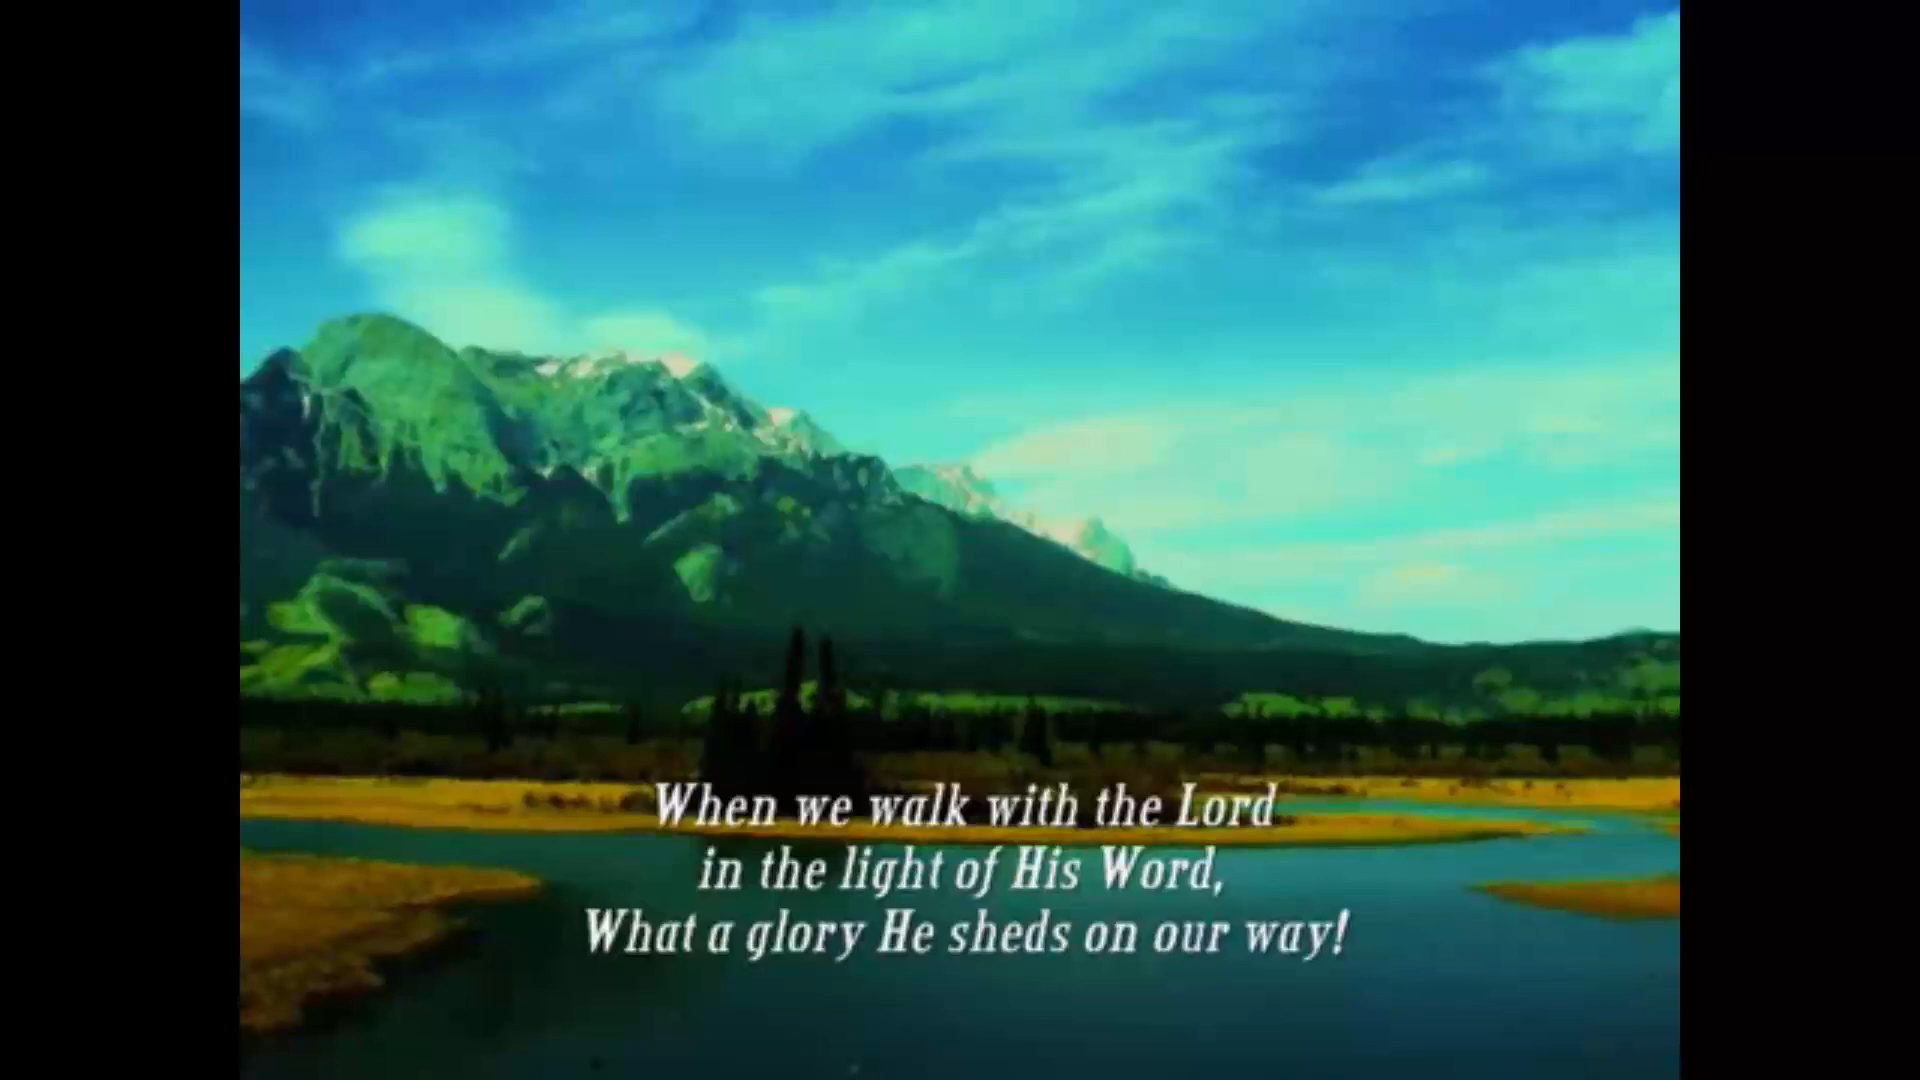 When we walk with the Lord
in the light of His Word,
What a glory He sheds on our way!